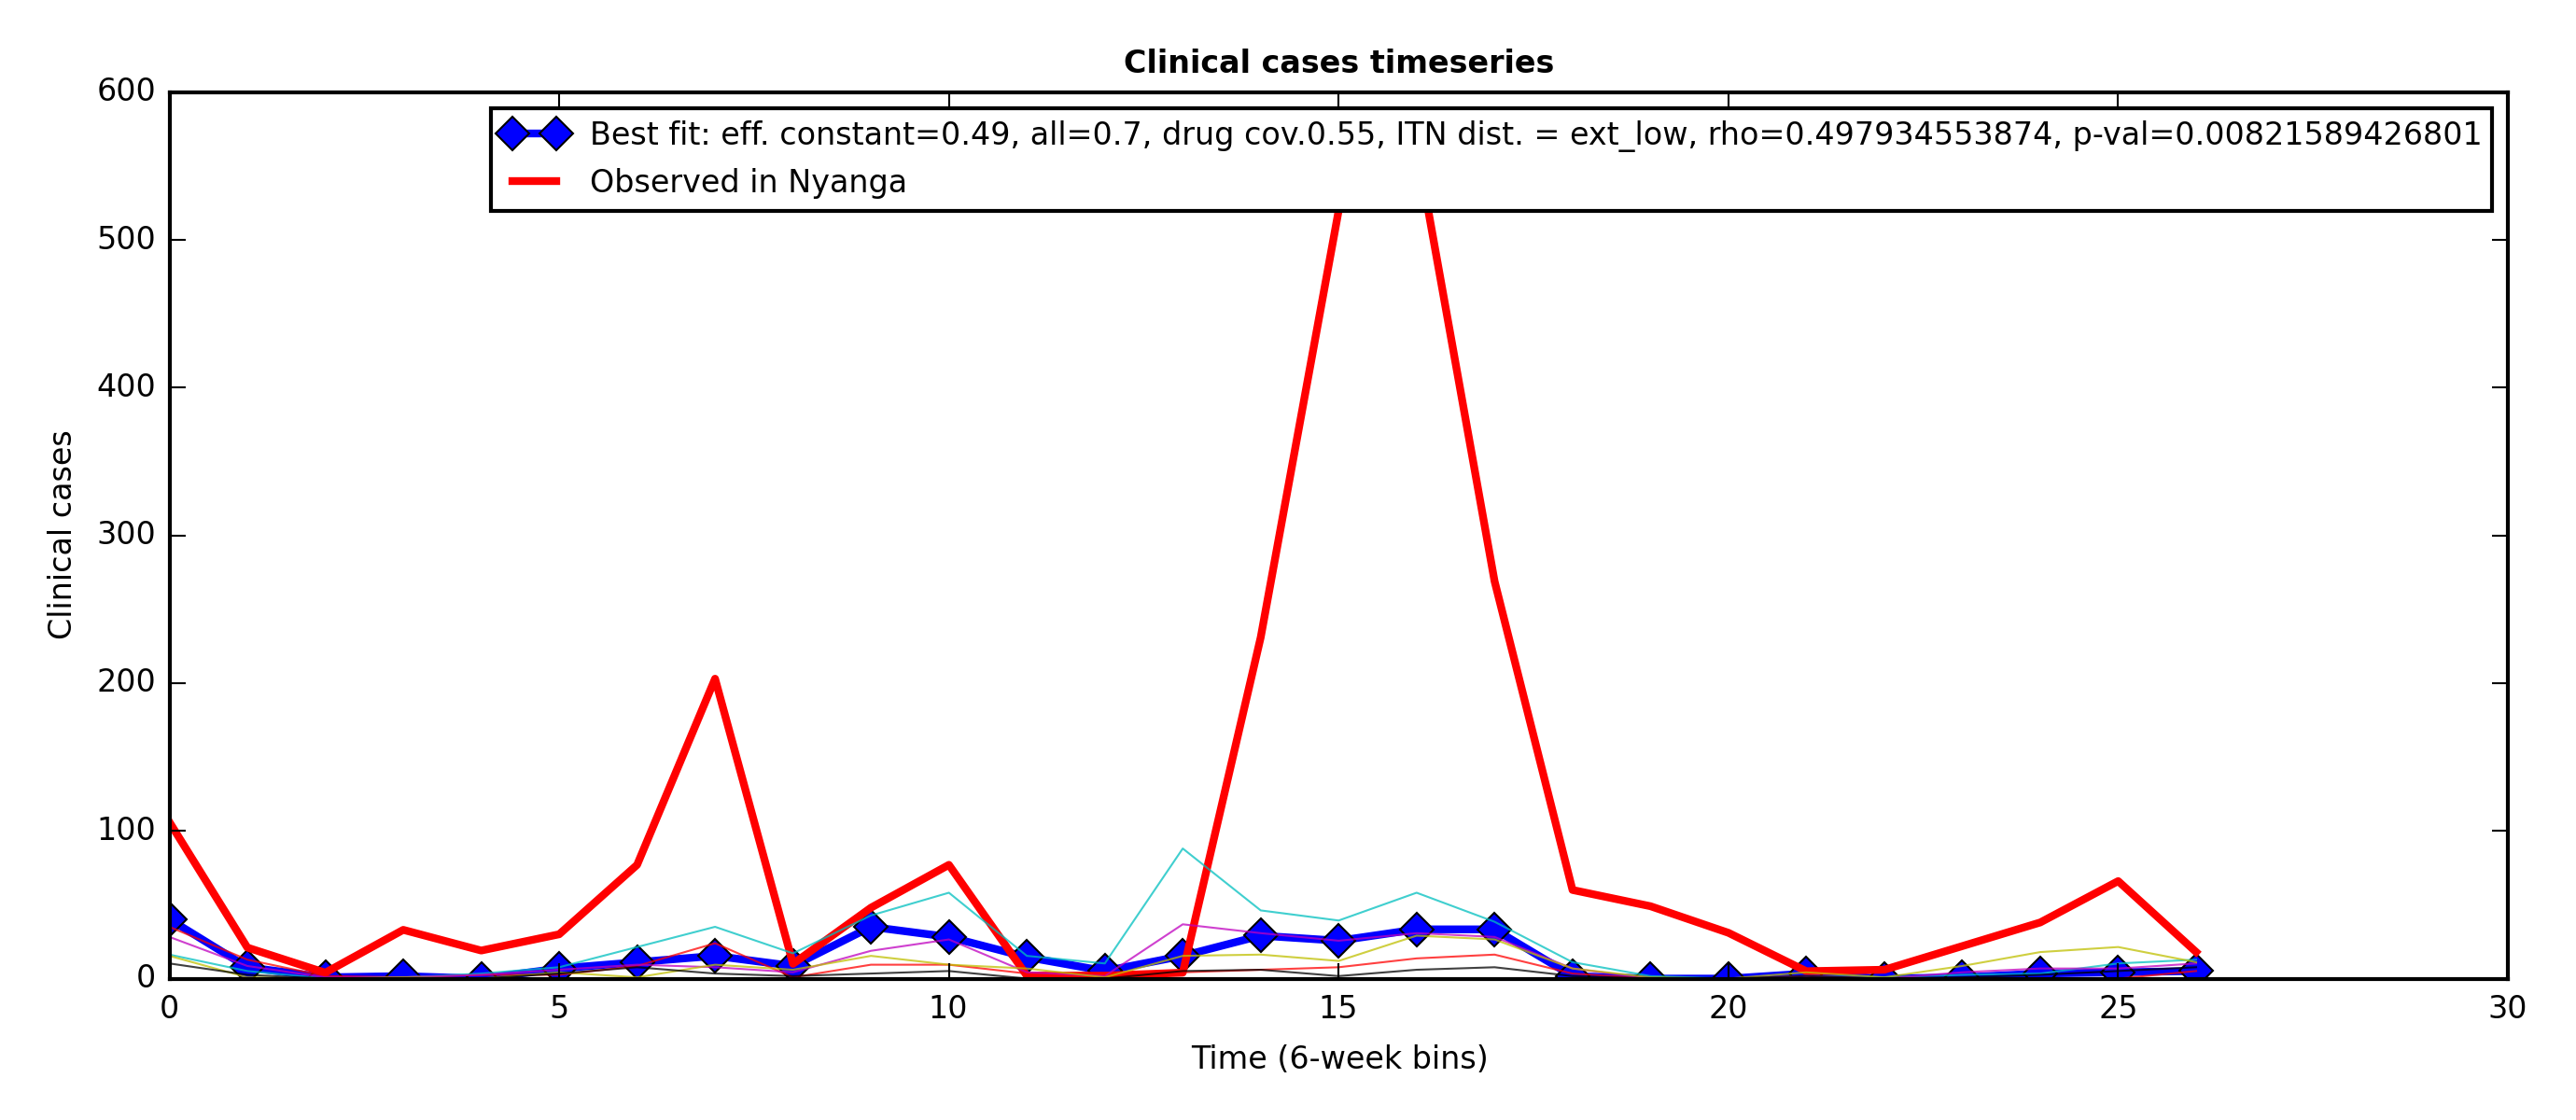 Clinical cases timeseries
600
500
400
300
200
100
0
Clinical cases
Best fit: eff. constant=0.49, all=0.7, drug cov.0.55, ITN dist. = ext_low, rho=0.497934553874, p-val=0.00821589426801
Observed in Nyanga
0 5 10 15 20 25 30
Time (6-week bins)